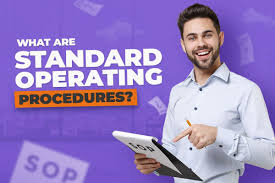 WHAT ARE
STANDARD
OPERATING
PROCEDURES?
SOP
SOP